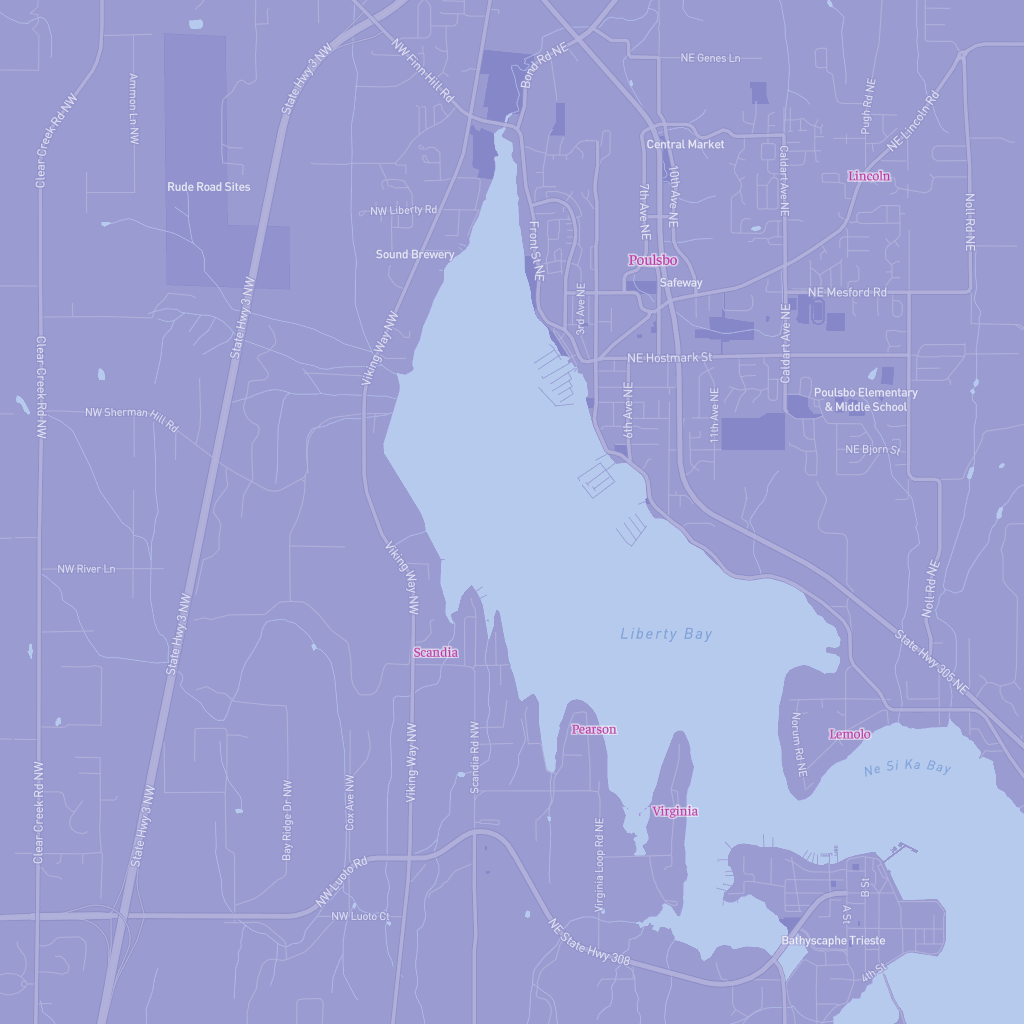 NW Finn Hill Rd
Bond Rd NE
NE Genes Ln
State Hwy 3 NW
Ammon Ln NW
Clear Creek Rd NW
Pugh Rd NE
NE Lincoln Rd
Central Market
Caldart Ave NE
Lincoln
Rude Road Sites
10th Ave NE
7th Ave NE
NW Liberty Rd
Noll Rd NE
Front St NE
Sound Brewery
Poulsbo
Safeway
NE Mesford Rd
3rd Ave NE
State Hwy 3 NW
Viking Way NW
Caldart Ave NE
NE Hostmark St
Clear Creek Rd NW
Poulsbo Elementary
& Middle School
6th Ave NE
11th Ave NE
NW Sherman Hill Rd
NE Bjorn St
NW River Ln
Viking Way NW
Noll Rd NE
State Hwy 3 NW
Liberty Bay
State Hwy 305 NE
Scandia
Pearson
Lemolo
Norum Rd NE
Ne Si Ka Bay
Viking Way NW
Scandia Rd NW
Clear Creek Rd NW
Bay Ridge Dr NW
Cox Ave NW
Virginia
State Hwy 3 NW
Virginia Loop Rd NE
NW Luoto Rd
B St
A St
NW Luoto Ct
NE State Hwy 308
Bathyscaphe Trieste
4th St